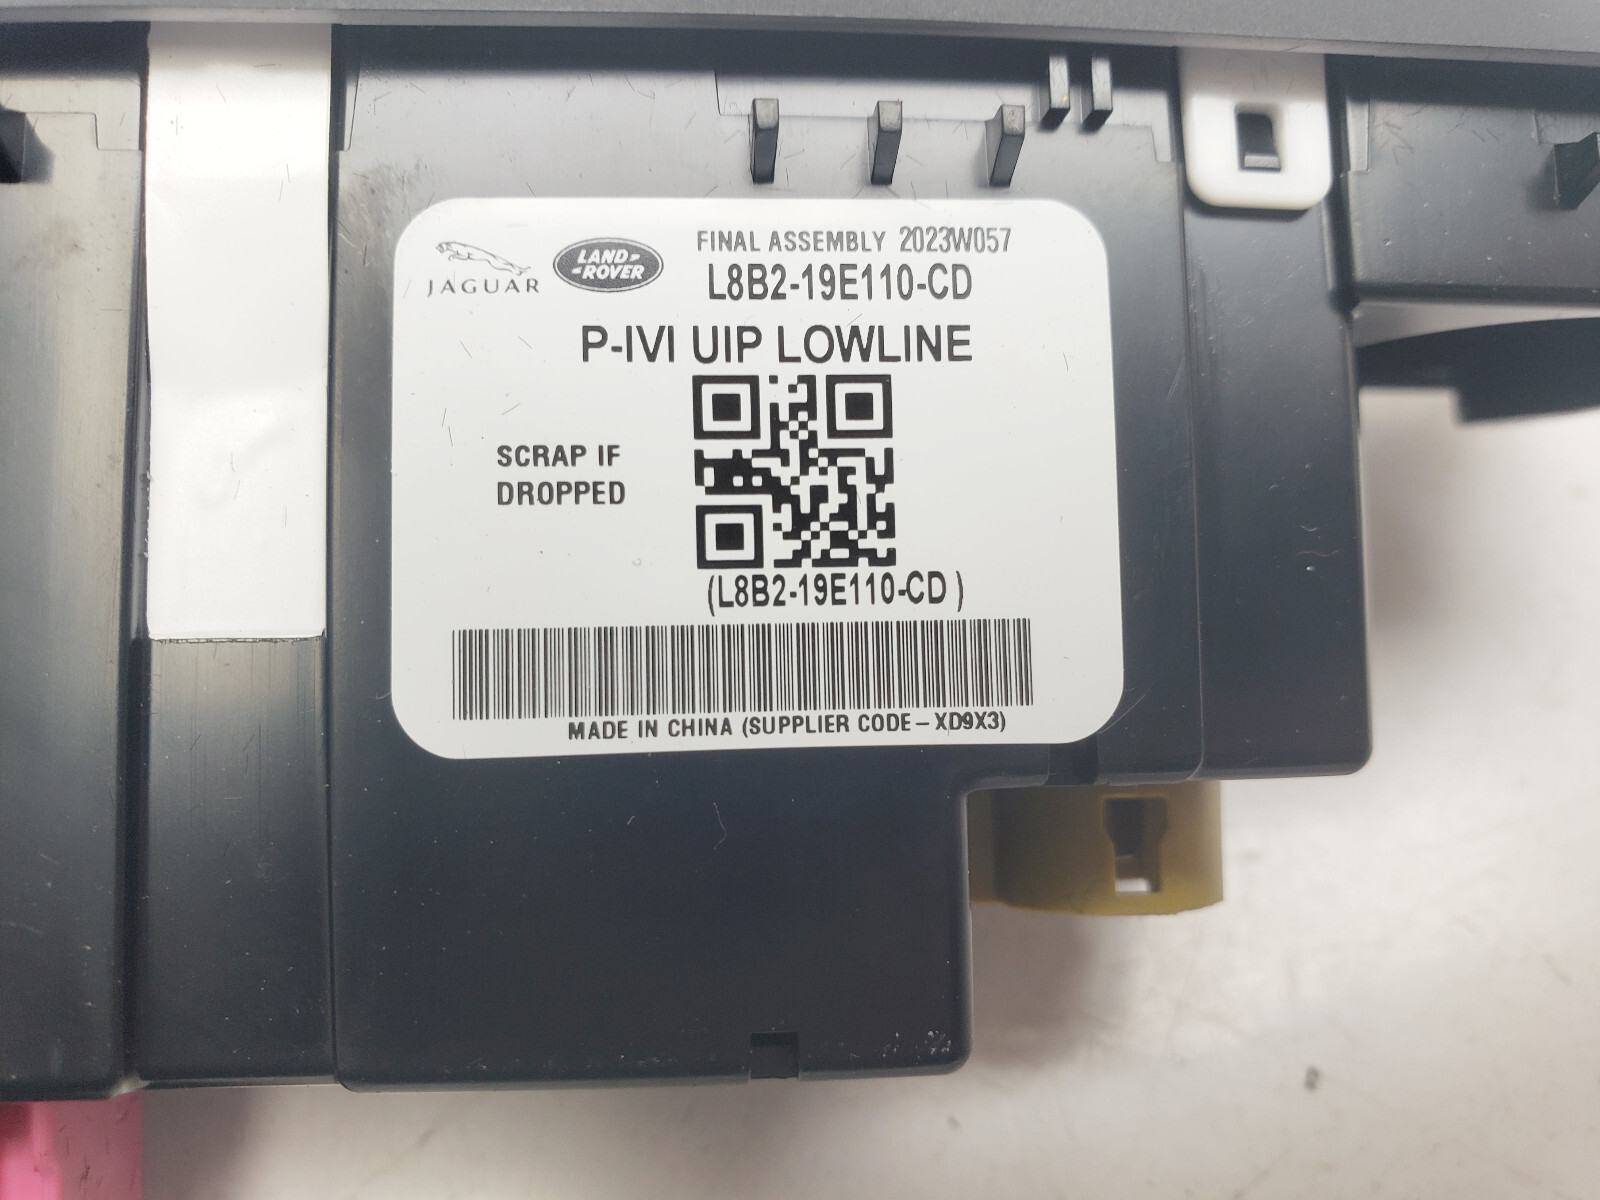 JAGUAR
LAND-
-ROVER
FINAL ASSEMBLY 2023W057
L8B2-19E110-CD
P-IVI UIP LOWLINE
SCRAP IF
DROPPED
(L8B2-19E110-CD )
MADE IN CHINA (SUPPLIER CODE – XD9X3)